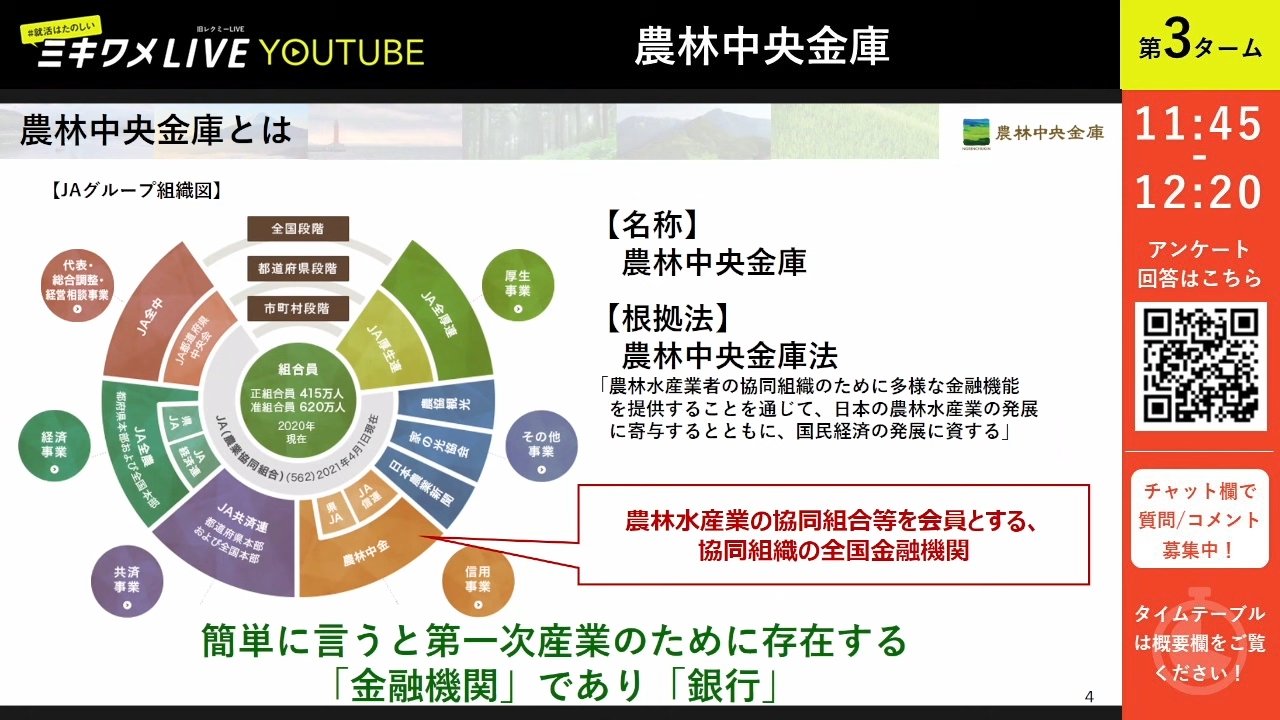 #就活はたのしい
旧レクミーLIVE
ミキワメLIVE YOUTUBE
農林中央金庫
第3ターム
農林中央金庫とは
農林中央金庫
【JAグループ組織図】
全国段階
都道府県段階
市町村段階
代表・
総合調整・
経営相談事業
JA全中
JA都道府県
中央会
厚生
事業
JA全厚連
JA厚生連
組合員
正組合員 415万人
准組合員 620万人
2020年
現在
JA(農業協同組合)(562)2021年4月1日現在
経済
事業
JA全農
都府県本部および全国本部
県
JA
JA
経済連
農協観光
家の光協会
日本農業新聞
その他
事業
JA共済連
都道府県本部
および全国本部
共済
事業
県
JA
JA
信連
農林中金
信用
事業
【名称】
農林中央金庫
【根拠法】
農林中央金庫法
「農林水産業者の協同組織のために多様な金融機能
を提供することを通じて、日本の農林水産業の発展
に寄与するとともに、国民経済の発展に資する」
農林水産業の協同組合等を会員とする、
協同組織の全国金融機関
簡単に言うと第一次産業のために存在する
「金融機関」であり「銀行」
4
11:45
-
12:20
アンケート
回答はこちら
チャット欄で
質問/コメント
募集中！
タイムテーブル
は概要欄をご覧
ください！